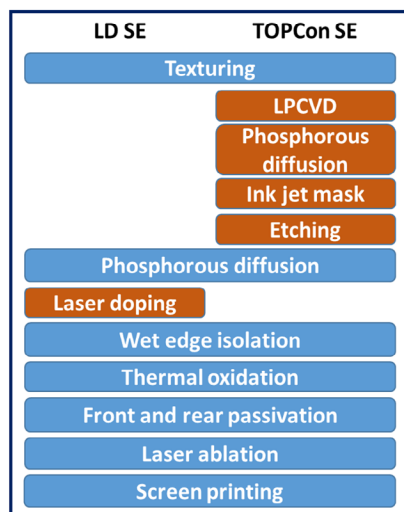 LD SE TOPCon SE
Texturing
LPCVD
Phosphorous
diffusion
Ink jet mask
Etching
Phosphorous diffusion
Laser doping
Wet edge isolation
Thermal oxidation
Front and rear passivation
Laser ablation
Screen printing